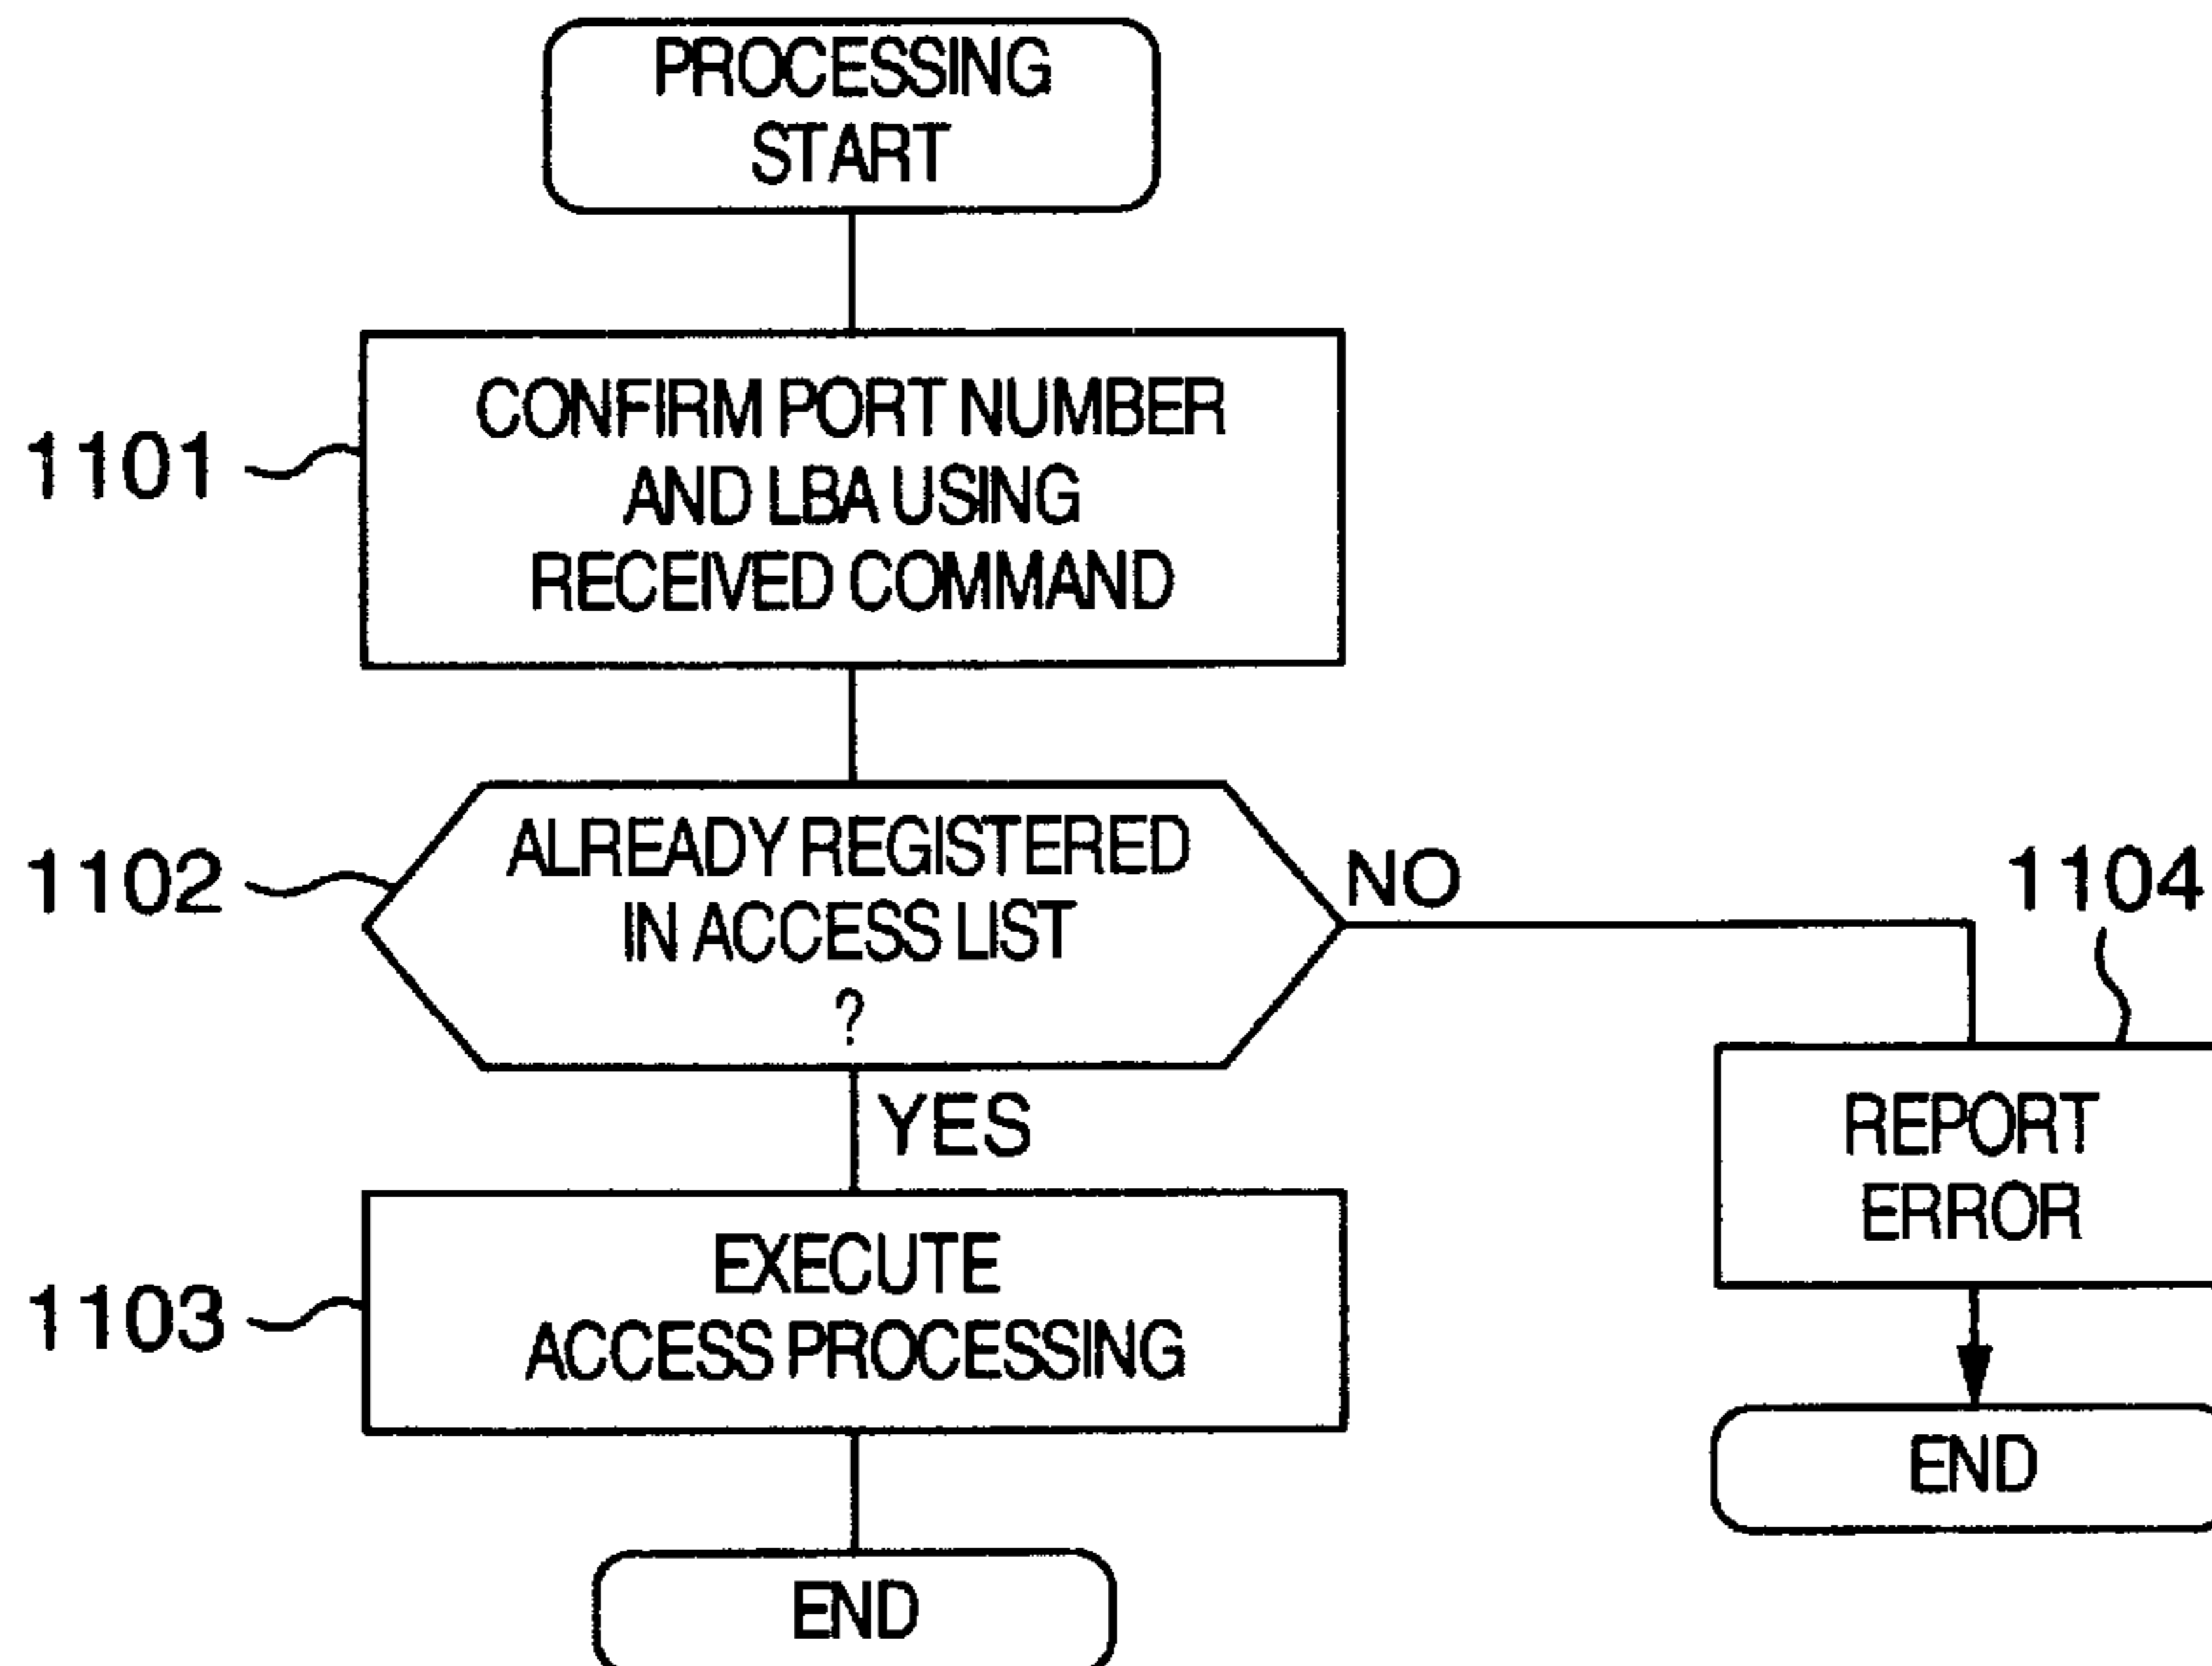 PROCESSING
START
1101
CONFIRM PORT NUMBER
AND LBA USING
RECEIVED COMMAND
1102
ALREADY REGISTERED
IN ACCESS LIST
?
NO
1104
YES
REPORT
ERROR
1103
EXECUTE
ACCESS PROCESSING
END
END